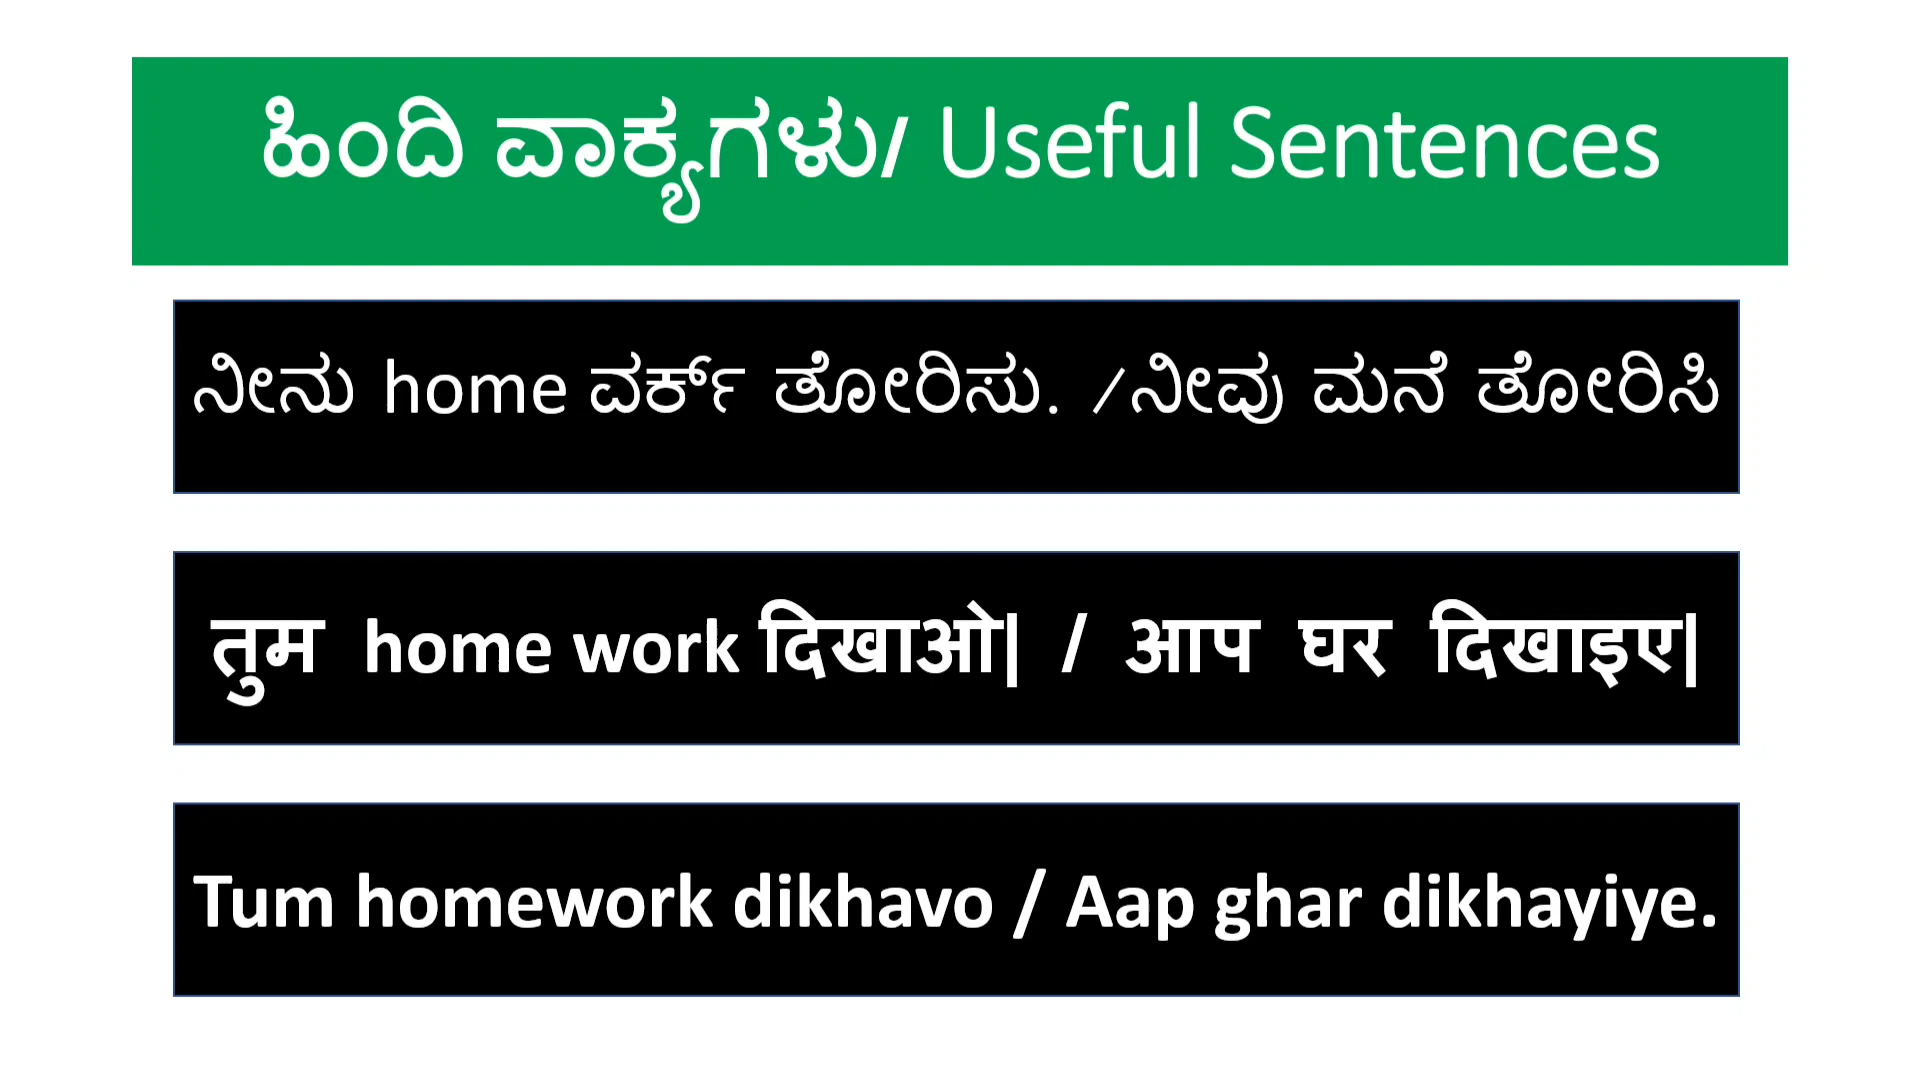 ಹಿಂದಿ ವಾಕ್ಯಗಳು/ Useful Sentences
ನೀನು home ವರ್ಕ್ ತೋರಿಸು. /ನೀವು ಮನೆ ತೋರಿಸಿ
तुम home work दिखाओ| / आप घर दिखाइए|
Tum homework dikhavo / Aap ghar dikhayiye.